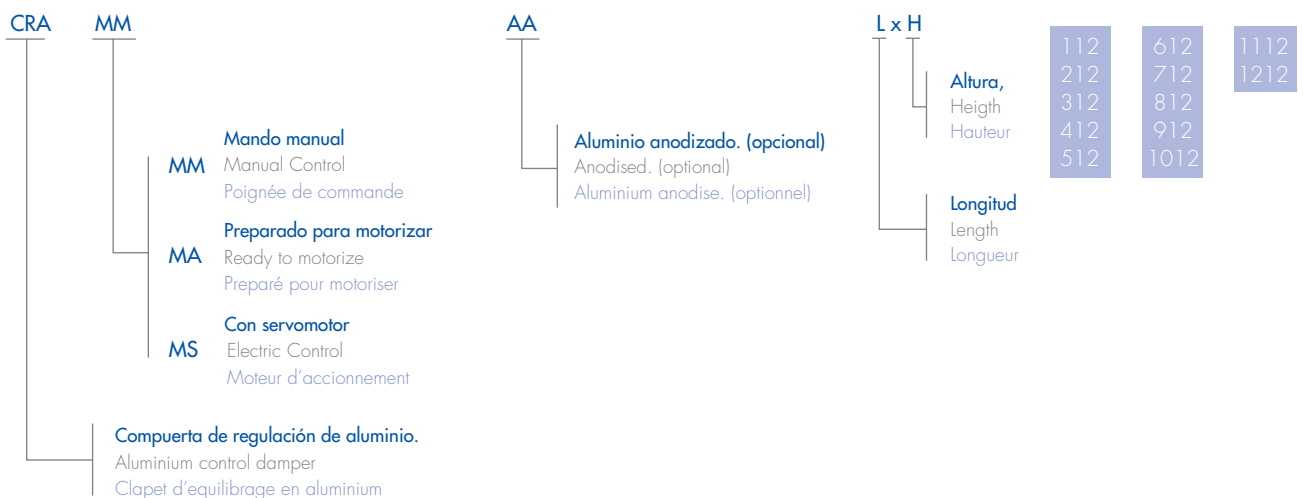 CRA MM AA L x H
Mando manual
MM Manual Control
Poignée de commande
Preparado para motorizar
MA Ready to motorize
Préparé pour motoriser
Con servomotor
MS Electric Control
Moteur d’accionnement
Compuerta de regulación de aluminio.
Aluminium control damper
Clapet d’equilibrage en aluminium
Aluminio anodizado. (opcional)
Anodised. (optional)
Aluminium anodise. (optionnel)
Altura,
Heigth
Hauteur
Longitud
Length
Longueur
112 612 1112
212 712 1212
312 812
412 912
512 1012